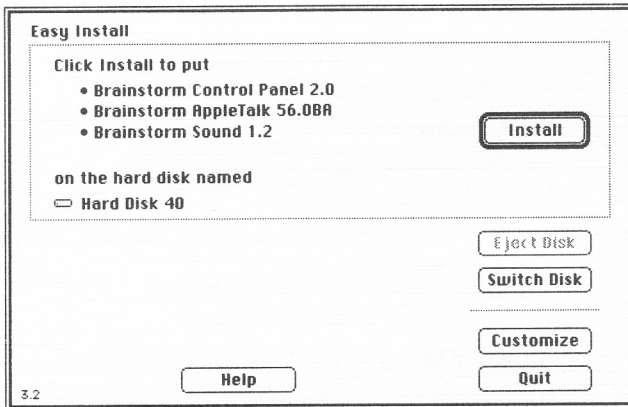 Easy Install
Click Install to put
• Brainstorm Control Panel 2.0
• Brainstorm AppleTalk 56.0BA
• Brainstorm Sound 1.2
Install
on the hard disk named
Hard Disk 40
Eject Disk
Switch Disk
Customize
Help
Quit
3.2